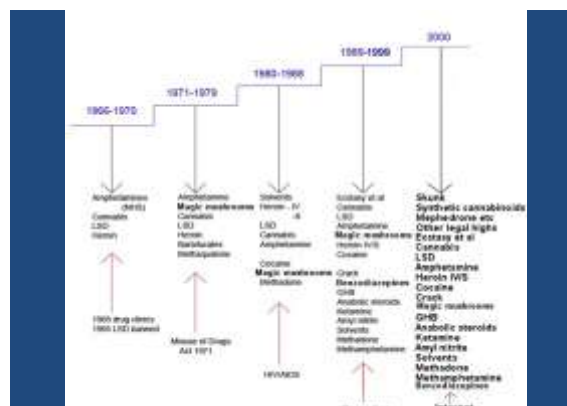 2000
1989-1999
1980-1988
1971-1979
1966-1970
Amphetamine
Cannabis
LSD
Heroin
1968 drug clinics
1966 LSD banned
Amphetamine
Magic mushrooms
Cannabis
LSD
Heroin
Barbiturates
Methaqualone
Misuse of Drugs
Act 1971
Solvents
Heroin - IV
LSD
Cannabis
Amphetamine
Cocaine
Magic mushrooms
Methadone
HIV/AIDS
Ecstasy et al
Cannabis
LSD
Amphetamine
Magic mushrooms
Heroin IV/S
Cocaine
Crack
Benzodiazepines
GHB
Anabolic steroids
Ketamine
Amyl nitrite
Solvents
Methadone
Methamphetamine
Skunk
Synthetic cannabinoids
Mephedrone etc
Other legal highs
Ecstasy et al
Cannabis
LSD
Amphetamine
Heroin IV/S
Cocaine
Crack
Magic mushrooms
GHB
Anabolic steroids
Ketamine
Amyl nitrite
Solvents
Methadone
Methamphetamine
Benzodiazepines